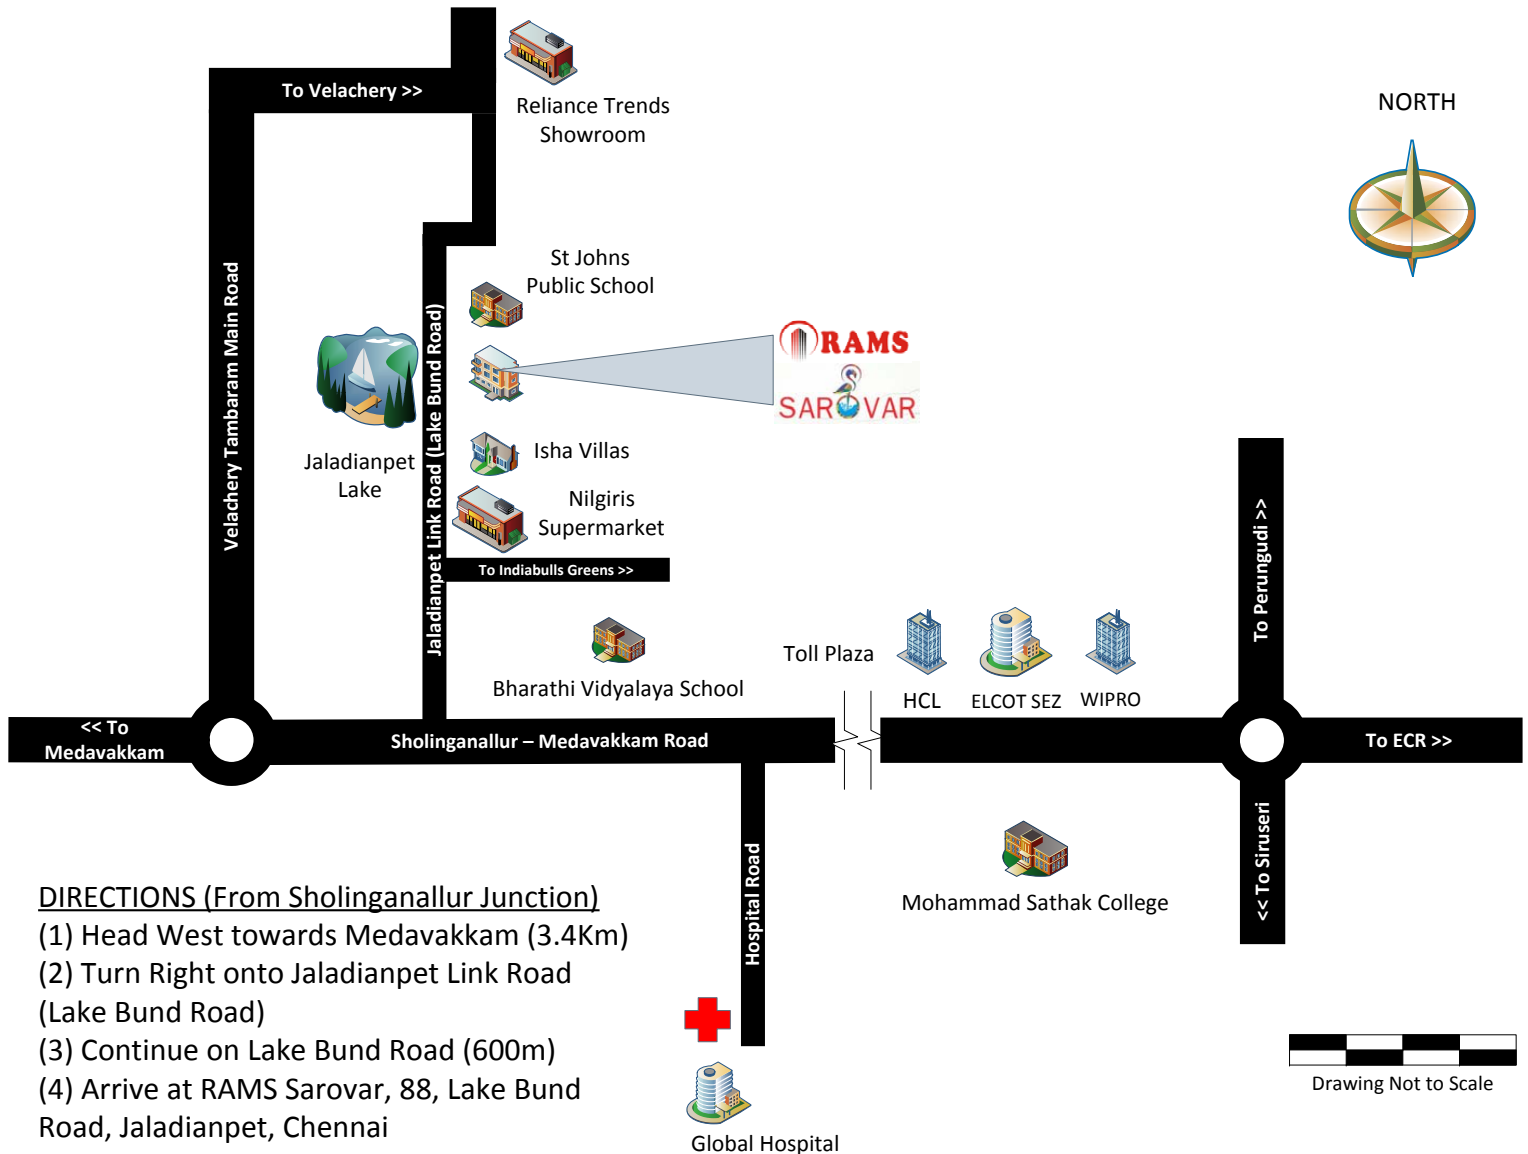 To Velachery >>
Reliance Trends
Showroom
NORTH
Velachery Tambaram Main Road
Jaladianpet Link Road (Lake Bund Road)
St Johns
Public School
RAMS
SAROVAR
Jaladianpet
Lake
Isha Villas
Nilgiris
Supermarket
To Indiabulls Greens >>
Bharathi Vidyalaya School
Toll Plaza
HCL
ELCOT SEZ
WIPRO
To Perungudi >>
<< To
Medavakkam
Sholinganallur – Medavakkam Road
To ECR >>
<< To Siruseri
Hospital Road
Mohammad Sathak College
DIRECTIONS (From Sholinganallur Junction)
(1) Head West towards Medavakkam (3.4Km)
(2) Turn Right onto Jaladianpet Link Road
(Lake Bund Road)
(3) Continue on Lake Bund Road (600m)
(4) Arrive at RAMS Sarovar, 88, Lake Bund
Road, Jaladianpet, Chennai
Global Hospital
Drawing Not to Scale